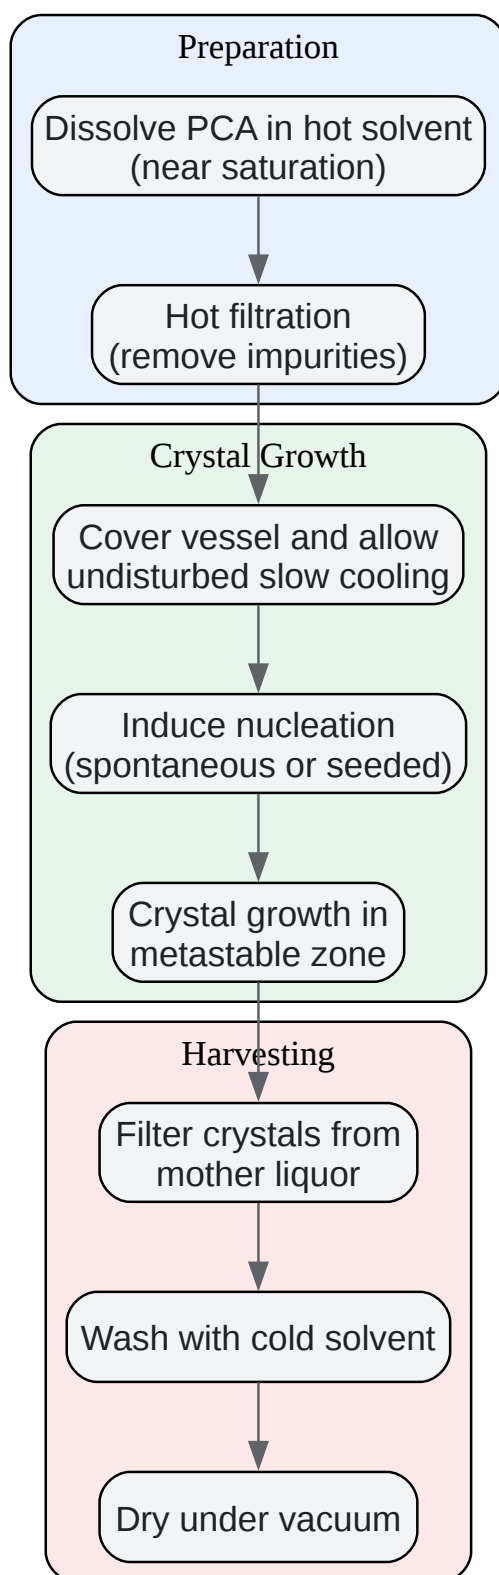 Preparation
Dissolve PCA in hot solvent
(near saturation)
Hot filtration
(remove impurities)
Crystal Growth
Cover vessel and allow
undisturbed slow cooling
Induce nucleation
(spontaneous or seeded)
Crystal growth in
metastable zone
Harvesting
Filter crystals from
mother liquor
Wash with cold solvent
Dry under vacuum